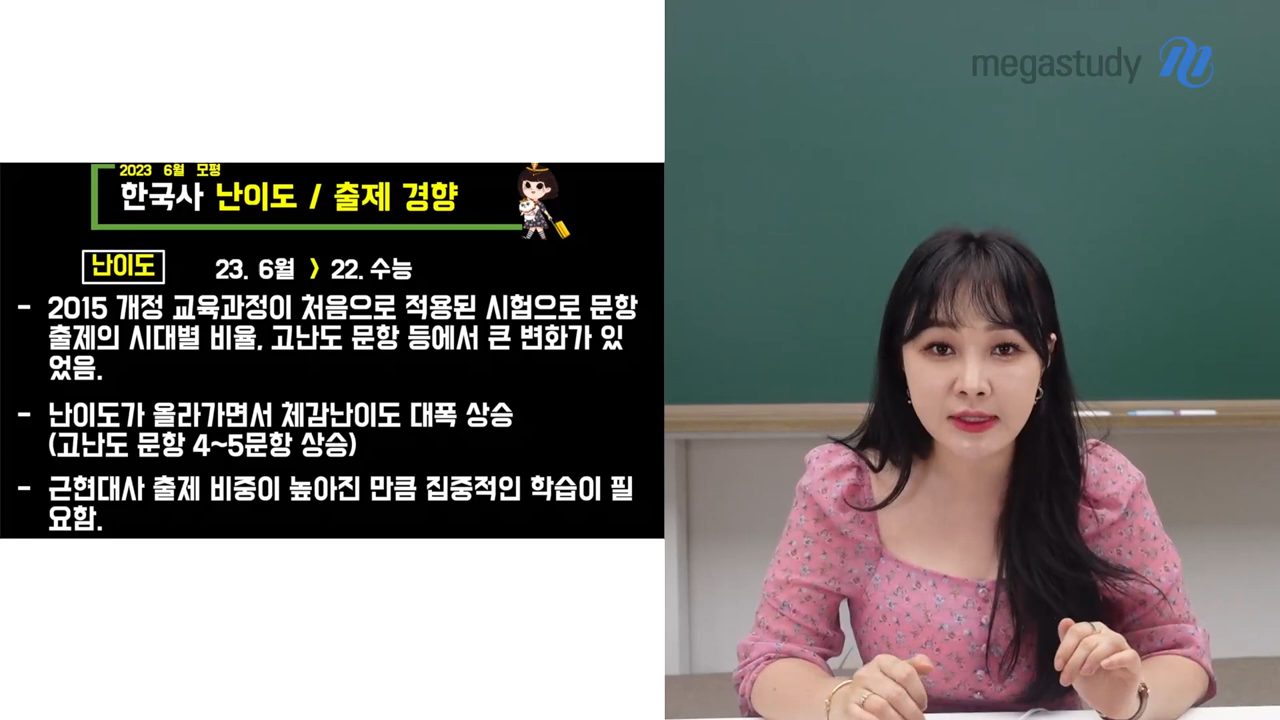 2023 6월 모평
한국사 난이도 / 출제 경향
난이도 23. 6월 > 22. 수능
- 2015 개정 교육과정이 처음으로 적용된 시험으로 문항
출제의 시대별 비율, 고난도 문항 등에서 큰 변화가 있
었음.
- 난이도가 올라가면서 체감난이도 대폭 상승
(고난도 문항 4~5문항 상승)
- 근현대사 출제 비중이 높아진 만큼 집중적인 학습이 필
요함.
megastudy